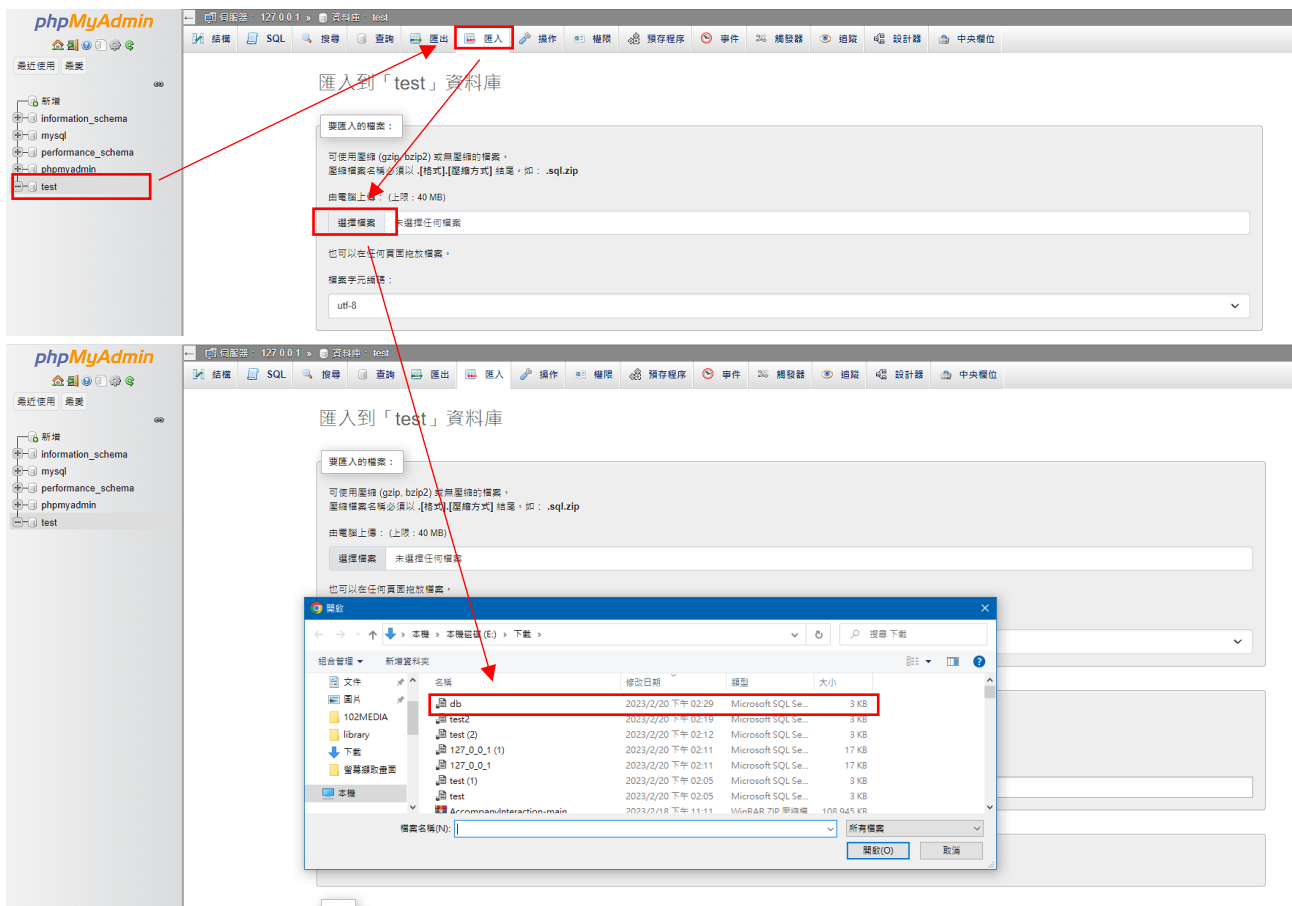 phpMyAdmin
最近使用 最愛
新增
information_schema
mysql
performance_schema
phpmyadmin
test
伺服器: 127.0.0.1 » 資料庫: test
結構 SQL 搜尋 查詢 匯出 匯入 操作 權限 預存程序 事件 觸發器 追蹤 設計器 中央欄位
匯入到「test」資料庫
要匯入的檔案：
可使用壓縮 (gzip, bzip2) 或無壓縮的檔案。
壓縮檔案名稱必須以 .[格式].[壓縮方式] 結尾。如： .sql.zip
由電腦上傳： (上限：40 MB)
選擇檔案 未選擇任何檔案
也可以在任何頁面拖放檔案。
檔案字元編碼：
utf-8
phpMyAdmin
最近使用 最愛
新增
information_schema
mysql
performance_schema
phpmyadmin
test
伺服器: 127.0.0.1 » 資料庫: test
結構 SQL 搜尋 查詢 匯出 匯入 操作 權限 預存程序 事件 觸發器 追蹤 設計器 中央欄位
匯入到「test」資料庫
要匯入的檔案：
可使用壓縮 (gzip, bzip2) 或無壓縮的檔案。
壓縮檔案名稱必須以 .[格式].[壓縮方式] 結尾。如： .sql.zip
由電腦上傳： (上限：40 MB)
選擇檔案 未選擇任何檔案
也可以在任何頁面拖放檔案。
開啟
本機 › 本機磁碟 (E:) › 下載 ›
搜尋 下載
組合管理 新增資料夾
文件
圖片
102MEDIA
library
下載
螢幕擷取畫面
本機
名稱 修改日期 類型 大小
db 2023/2/20 下午 02:29 Microsoft SQL Se... 3 KB
test2 2023/2/20 下午 02:19 Microsoft SQL Se... 3 KB
test (2) 2023/2/20 下午 02:12 Microsoft SQL Se... 3 KB
127_0_0_1 (1) 2023/2/20 下午 02:11 Microsoft SQL Se... 17 KB
127_0_0_1 2023/2/20 下午 02:11 Microsoft SQL Se... 17 KB
test (1) 2023/2/20 下午 02:05 Microsoft SQL Se... 3 KB
test 2023/2/20 下午 02:05 Microsoft SQL Se... 3 KB
AccompanyInteraction-main 2023/2/18 下午 11:11 WinRAR ZIP 壓縮檔 108,945 KB
檔案名稱(N):
所有檔案
開啟(O) 取消